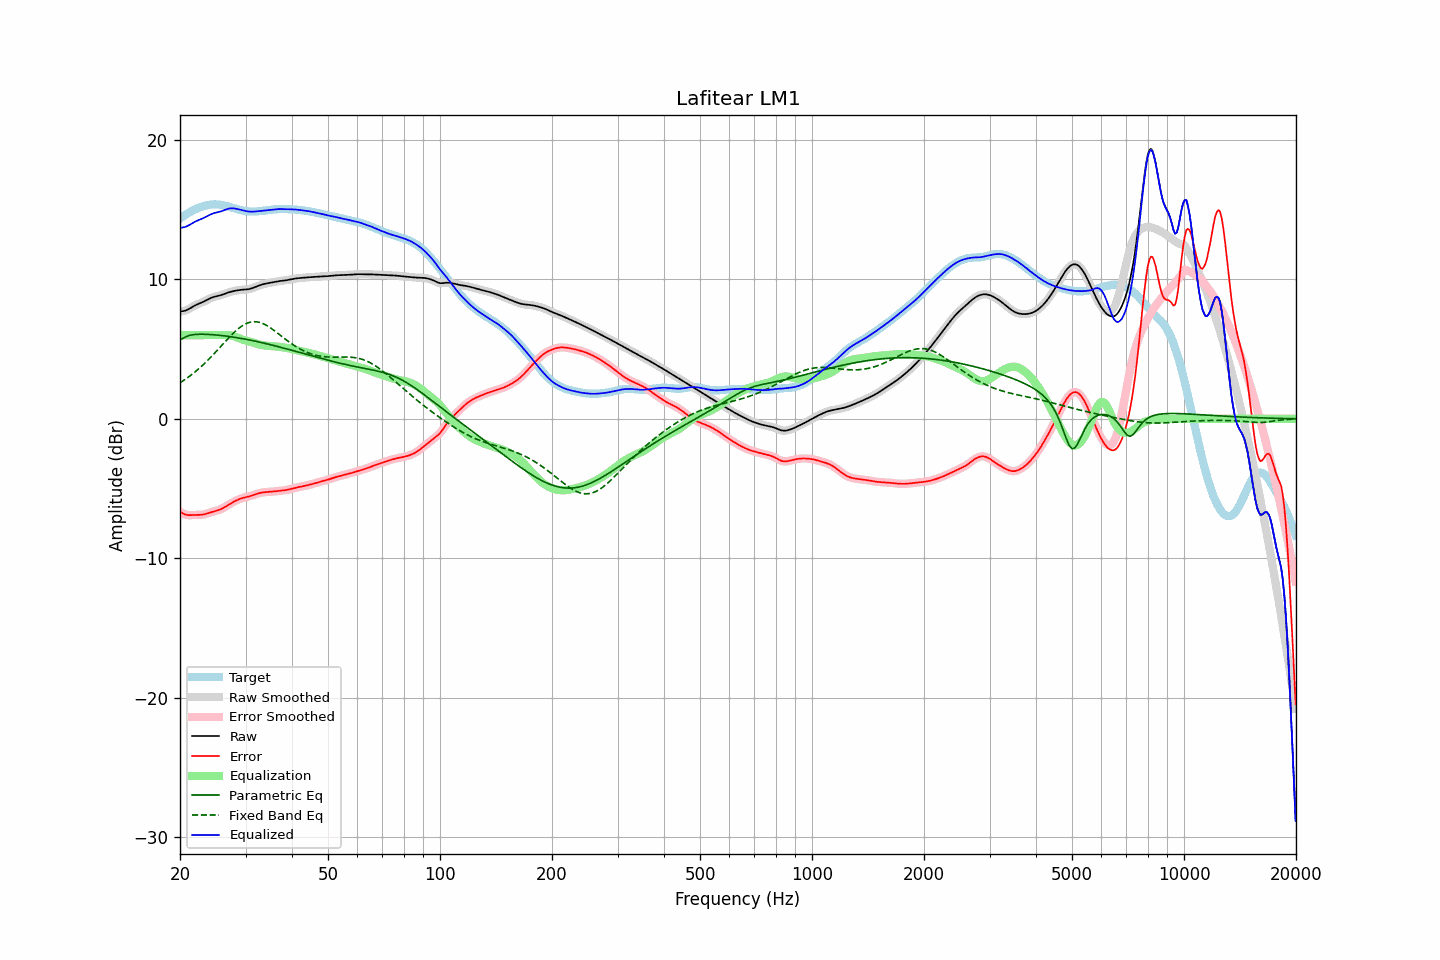 Lafitear LM1
20
10
0
−10
−20
−30
Amplitude (dBr)
Target
Raw Smoothed
Error Smoothed
Raw
Error
Equalization
Parametric Eq
Fixed Band Eq
Equalized
20 50 100 200 500 1000 2000 5000 10000 20000
Frequency (Hz)